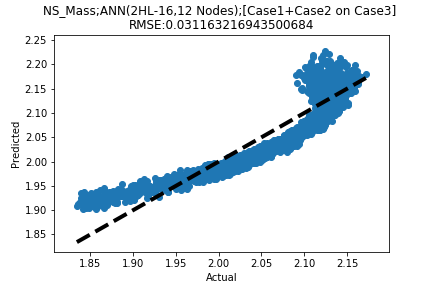 NS_Mass;ANN(2HL-16,12 Nodes);[Case1+Case2 on Case3]
RMSE:0.031163216943500684
2.25
2.20
2.15
2.10
2.05
2.00
1.95
1.90
1.85
Predicted
1.85 1.90 1.95 2.00 2.05 2.10 2.15
Actual